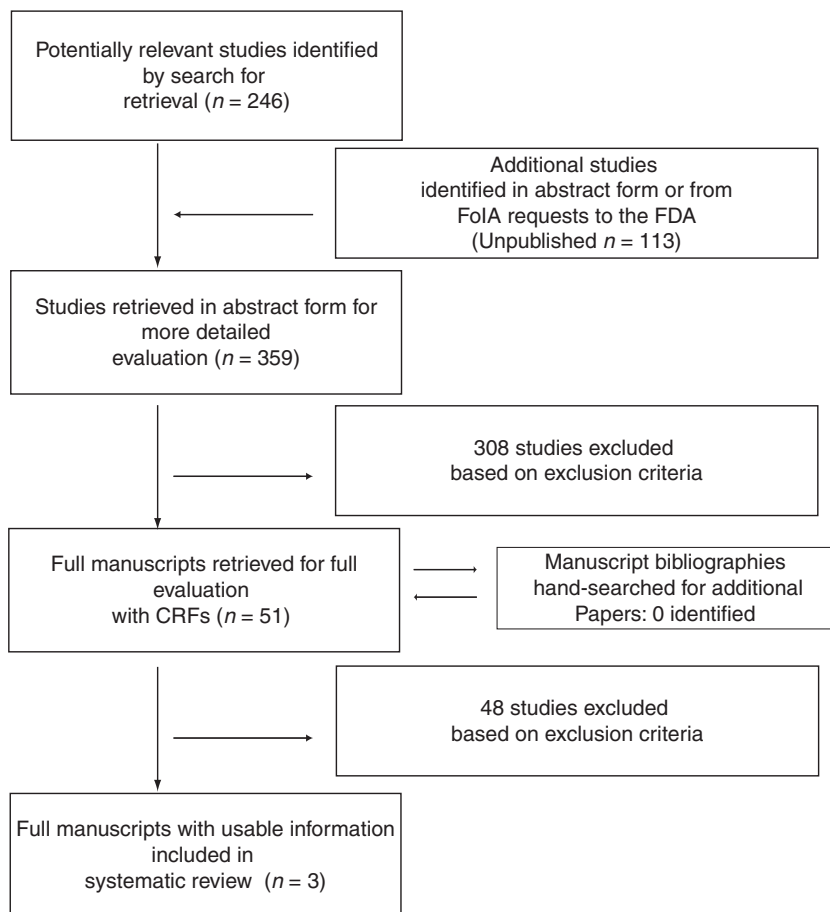 Potentially relevant studies identified
by search for
retrieval (n = 246)
Additional studies
identified in abstract form or from
FoIA requests to the FDA
(Unpublished n = 113)
Studies retrieved in abstract form for
more detailed
evaluation (n = 359)
308 studies excluded
based on exclusion criteria
Full manuscripts retrieved for full
evaluation
with CRFs (n = 51)
Manuscript bibliographies
hand-searched for additional
Papers: 0 identified
48 studies excluded
based on exclusion criteria
Full manuscripts with usable information
included in
systematic review (n = 3)